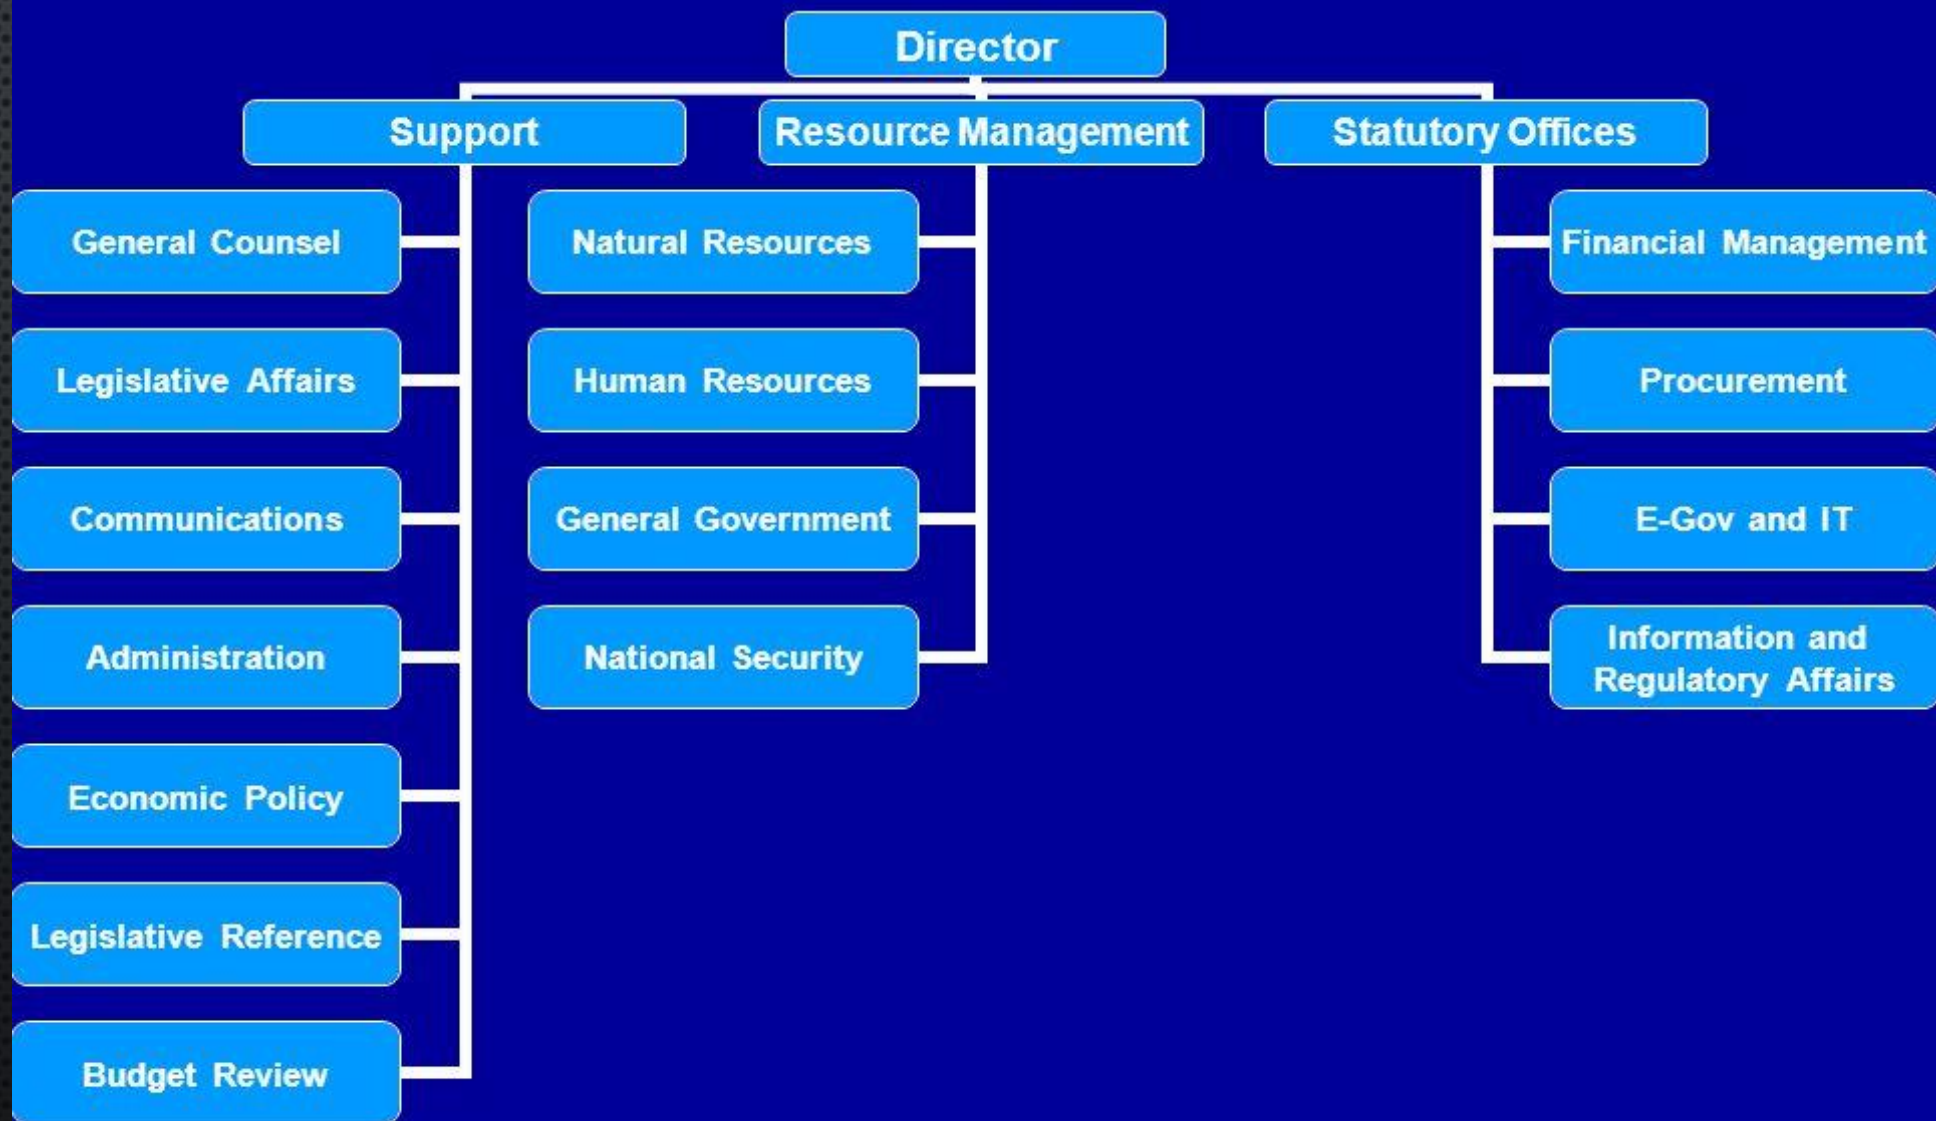 Director
Support
Resource Management
Statutory Offices
General Counsel
Legislative Affairs
Communications
Administration
Economic Policy
Legislative Reference
Budget Review
Natural Resources
Human Resources
General Government
National Security
Financial Management
Procurement
E-Gov and IT
Information and
Regulatory Affairs